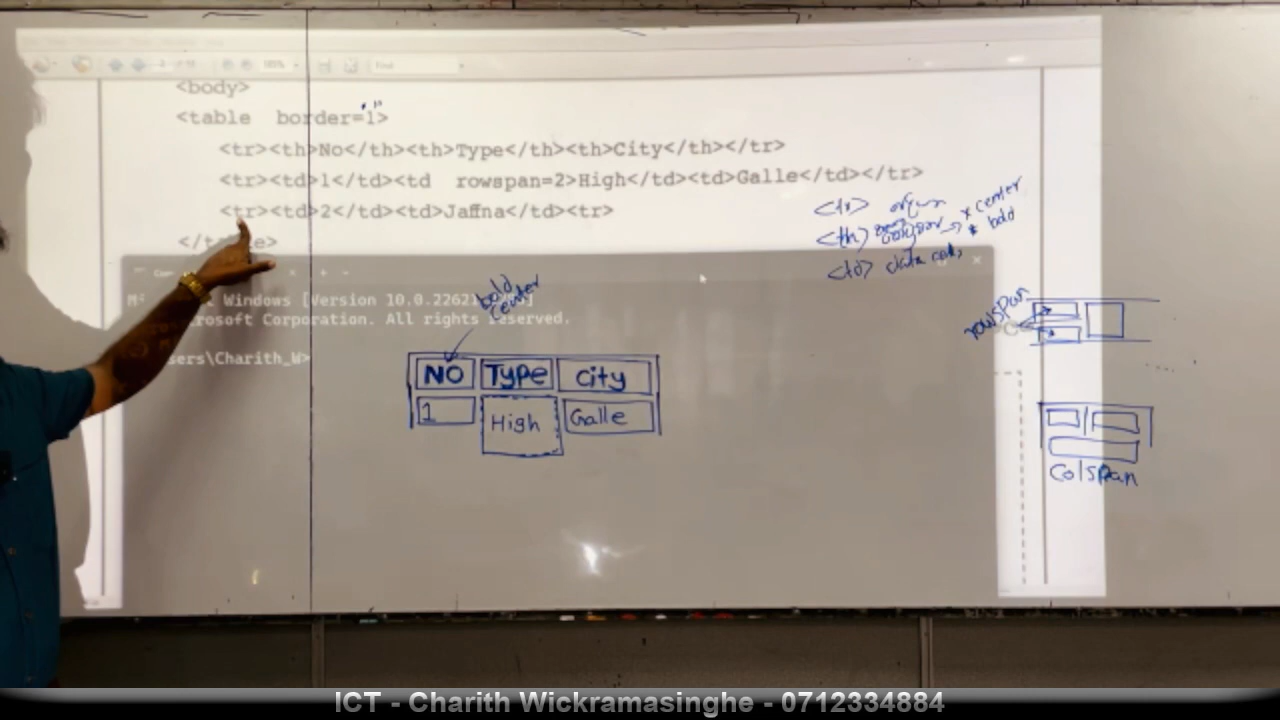 <body>
<table border="1">
<tr><th>No</th><th>Type</th><th>City</th></tr>
<tr><td>1</td><td rowspan=2>High</td><td>Galle</td></tr>
<tr><td>2</td><td>Jaffna</td><tr>
<tr>
<th> * center
* bold
<td> data
Windows [Version 10.0.2262
rosoft Corporation. All rights reserved.
sers\Charith_W>
bold
center
rowspan
NO Type City
1 High Galle
Colspan
ICT - Charith Wickramasinghe - 0712334884